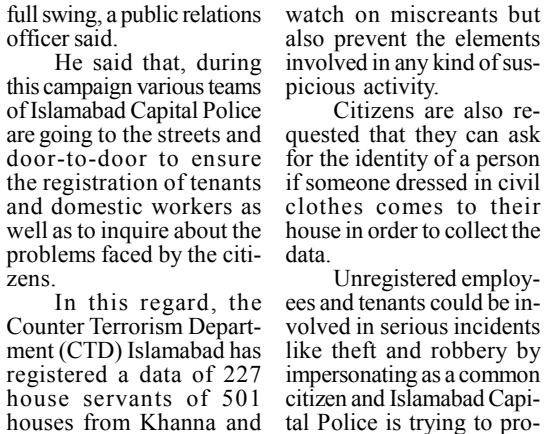 full swing, a public relations
officer said.
He said that, during
this campaign various teams
of Islamabad Capital Police
are going to the streets and
door-to-door to ensure
the registration of tenants
and domestic workers as
well as to inquire about the
problems faced by the citi-
zens.
In this regard, the
Counter Terrorism Depart-
ment (CTD) Islamabad has
registered a data of 227
house servants of 501
houses from Khanna and
watch on miscreants but
also prevent the elements
involved in any kind of sus-
picious activity.
Citizens are also re-
quested that they can ask
for the identity of a person
if someone dressed in civil
clothes comes to their
house in order to collect the
data.
Unregistered employ-
ees and tenants could be in-
volved in serious incidents
like theft and robbery by
impersonating as a common
citizen and Islamabad Capi-
tal Police is trying to pro-